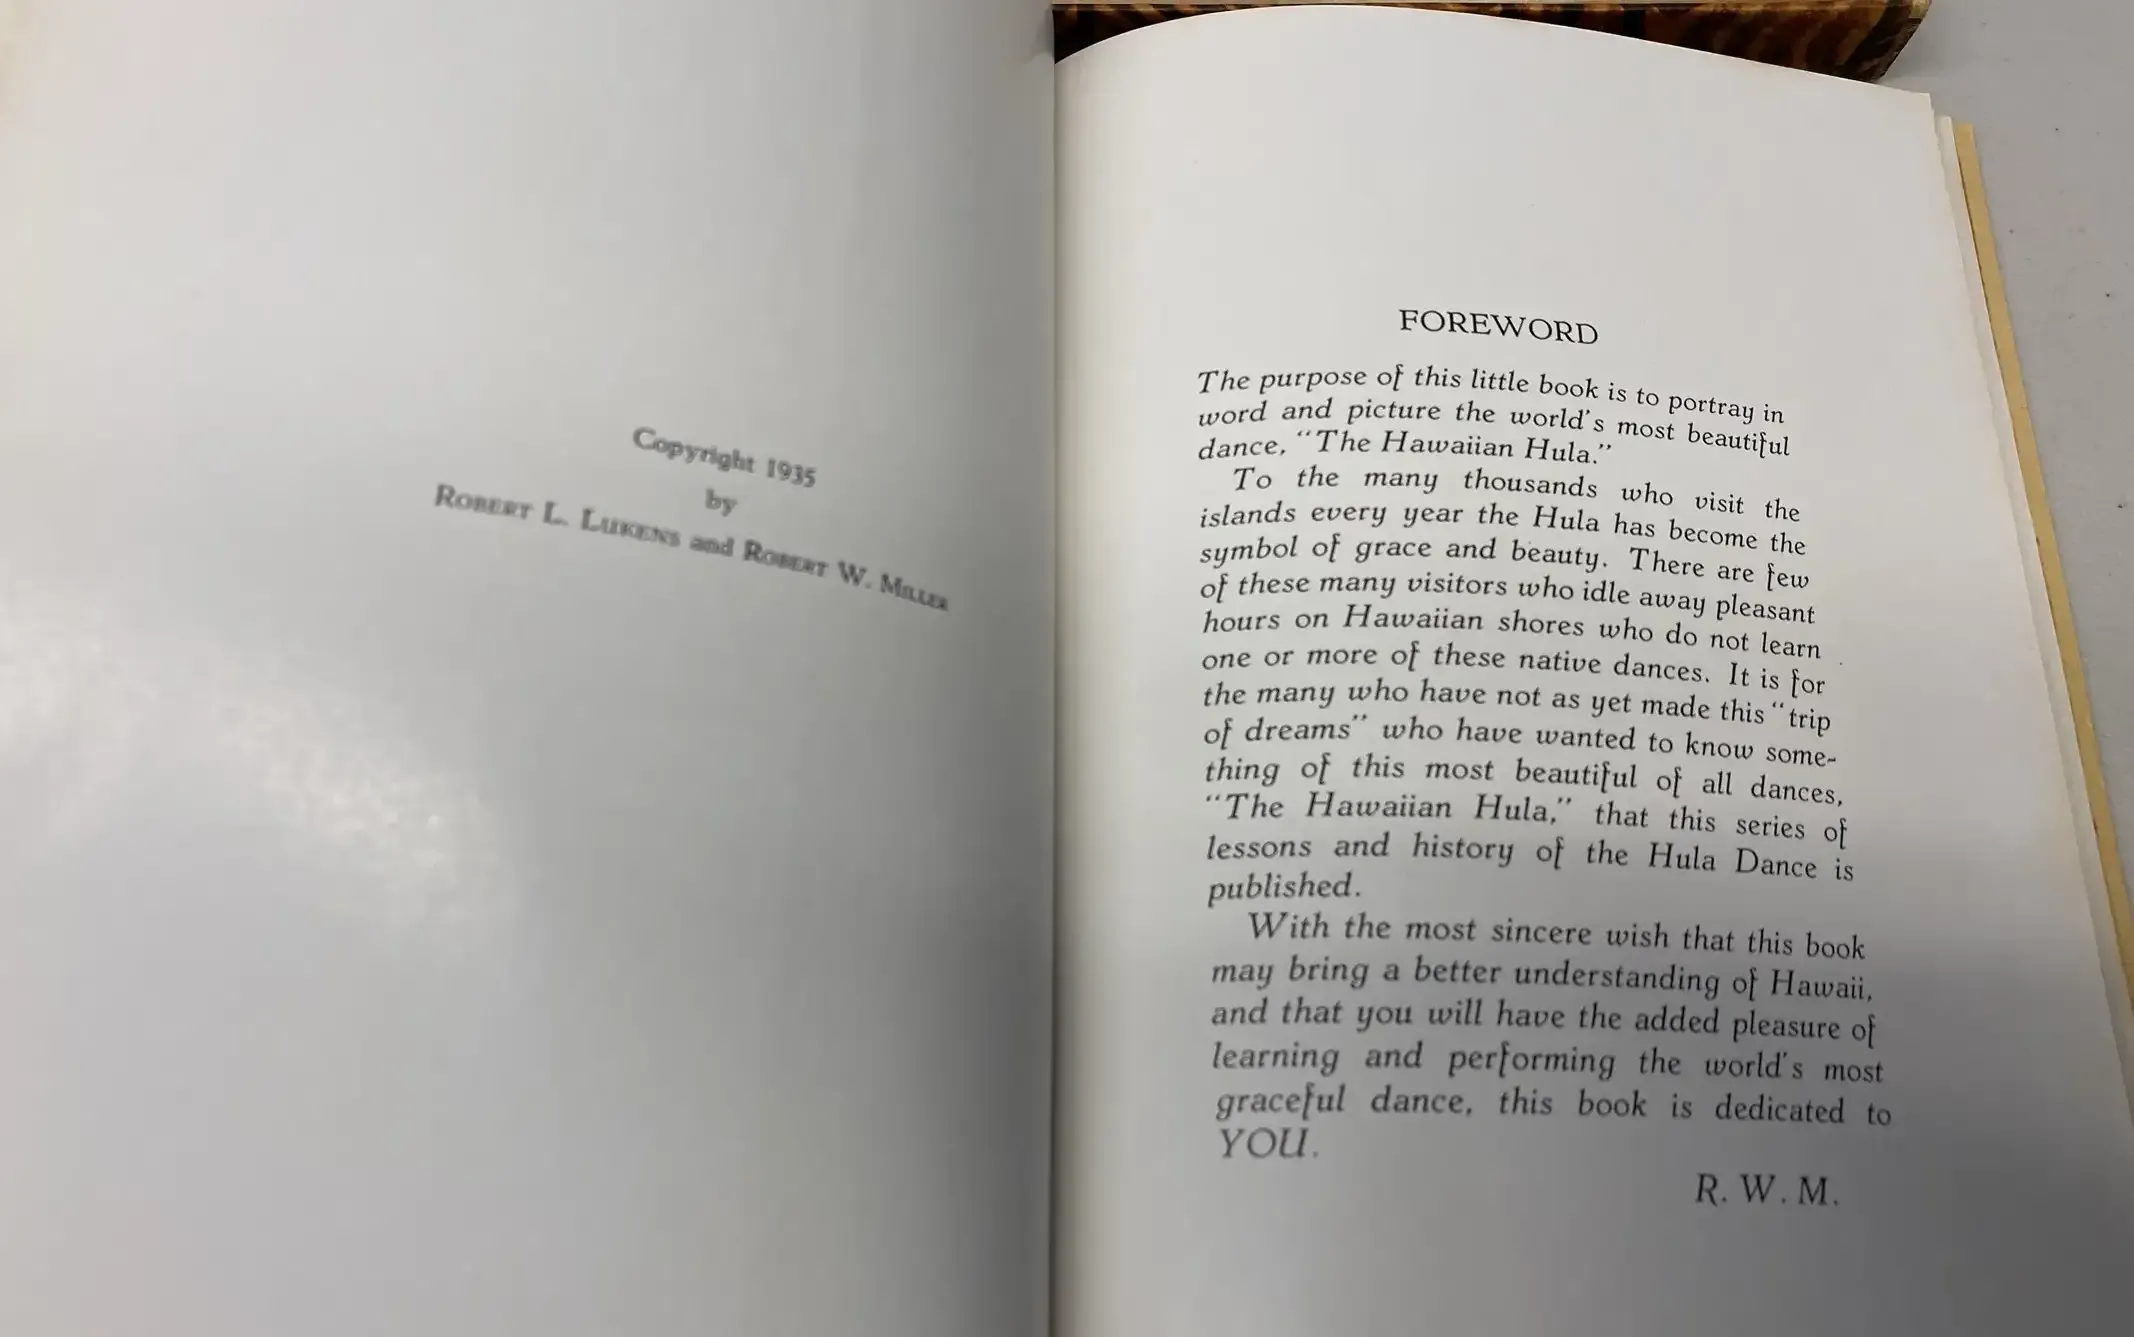 Copyright 1935
by
ROBERT L. LUKENS and ROBERT W. MILLER
FOREWORD
The purpose of this little book is to portray in
word and picture the world's most beautiful
dance, "The Hawaiian Hula."
To the many thousands who visit the
islands every year the Hula has become the
symbol of grace and beauty. There are few
of these many visitors who idle away pleasant
hours on Hawaiian shores who do not learn
one or more of these native dances. It is for
the many who have not as yet made this "trip
of dreams" who have wanted to know some-
thing of this most beautiful of all dances,
"The Hawaiian Hula," that this series of
lessons and history of the Hula Dance is
published.
With the most sincere wish that this book
may bring a better understanding of Hawaii,
and that you will have the added pleasure of
learning and performing the world's most
graceful dance, this book is dedicated to
YOU.
R. W. M.